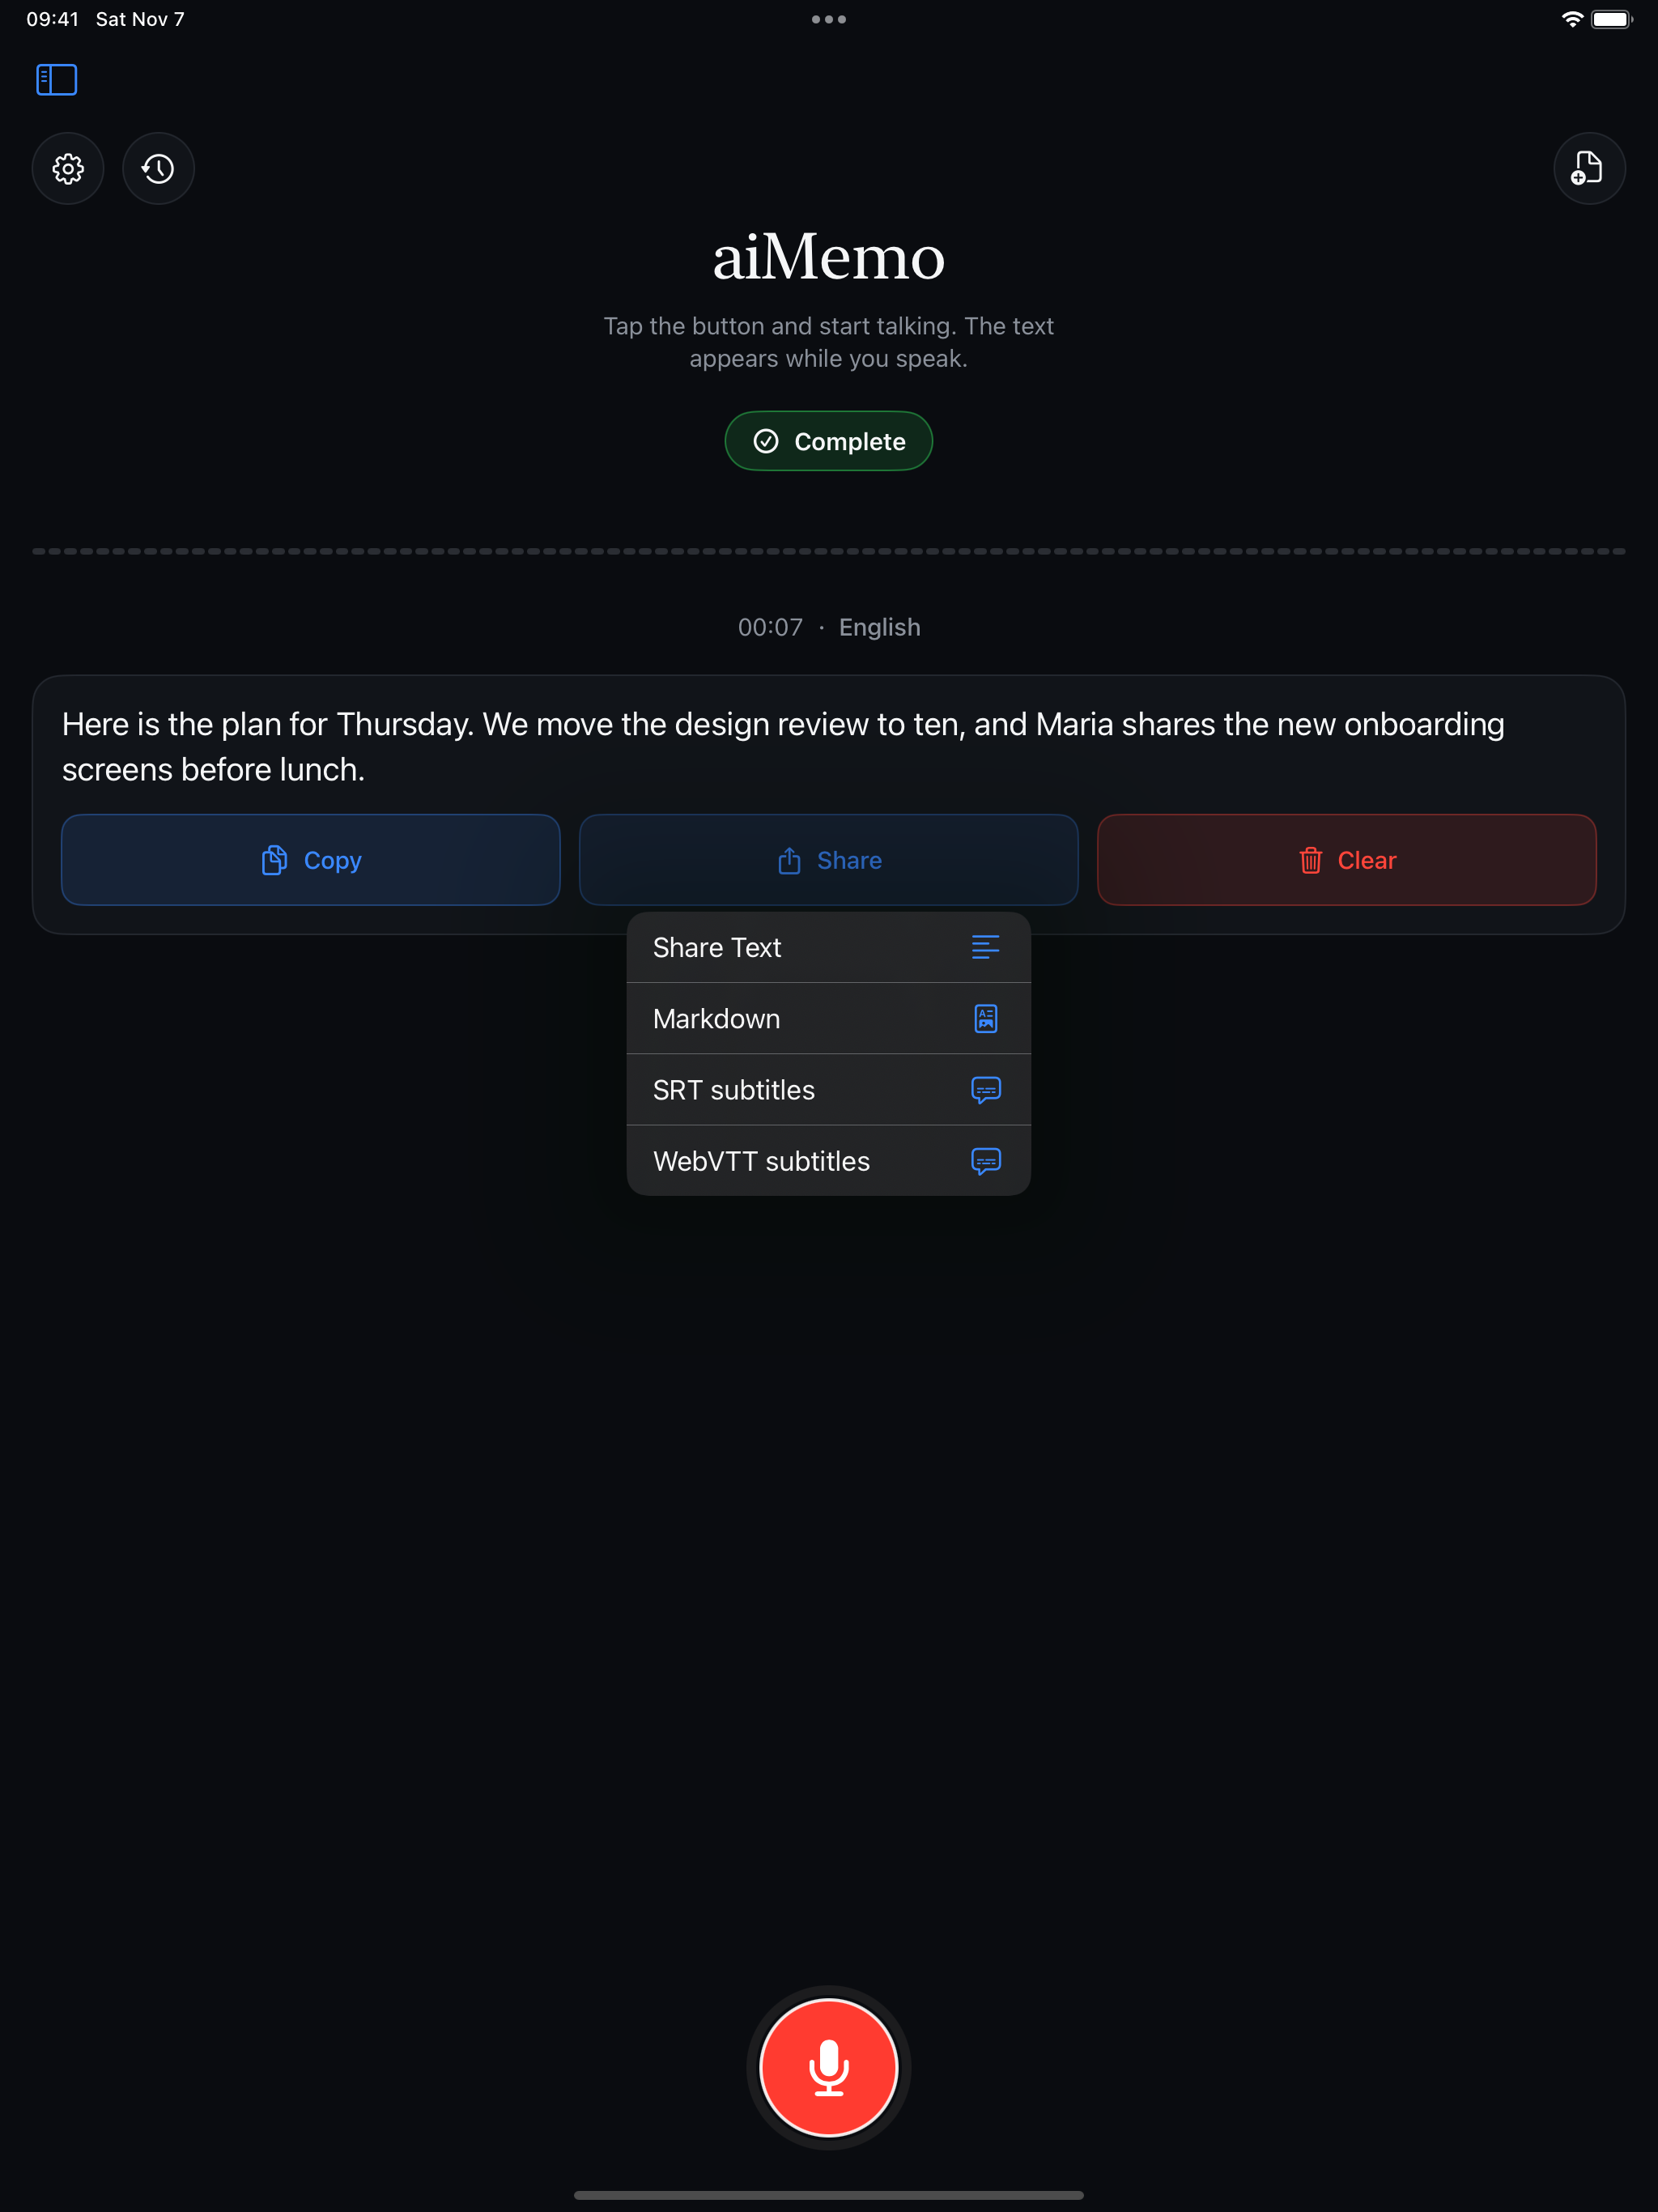 09:41 Sat Nov 7
aiMemo
Tap the button and start talking. The text
appears while you speak.
Complete
00:07 · English
Here is the plan for Thursday. We move the design review to ten, and Maria shares the new onboarding
screens before lunch.
Copy
Share
Clear
Share Text
Markdown
SRT subtitles
WebVTT subtitles